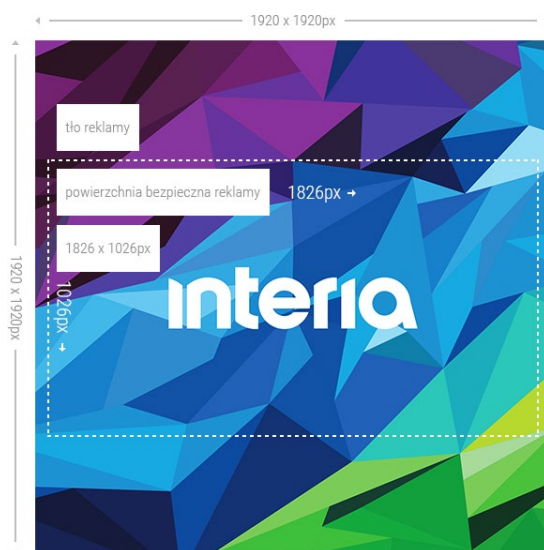 1920 x 1920px
1920 x 1920px
tło reklamy
powierzchnia bezpieczna reklamy
1826px
1826 x 1026px
1026px
interia